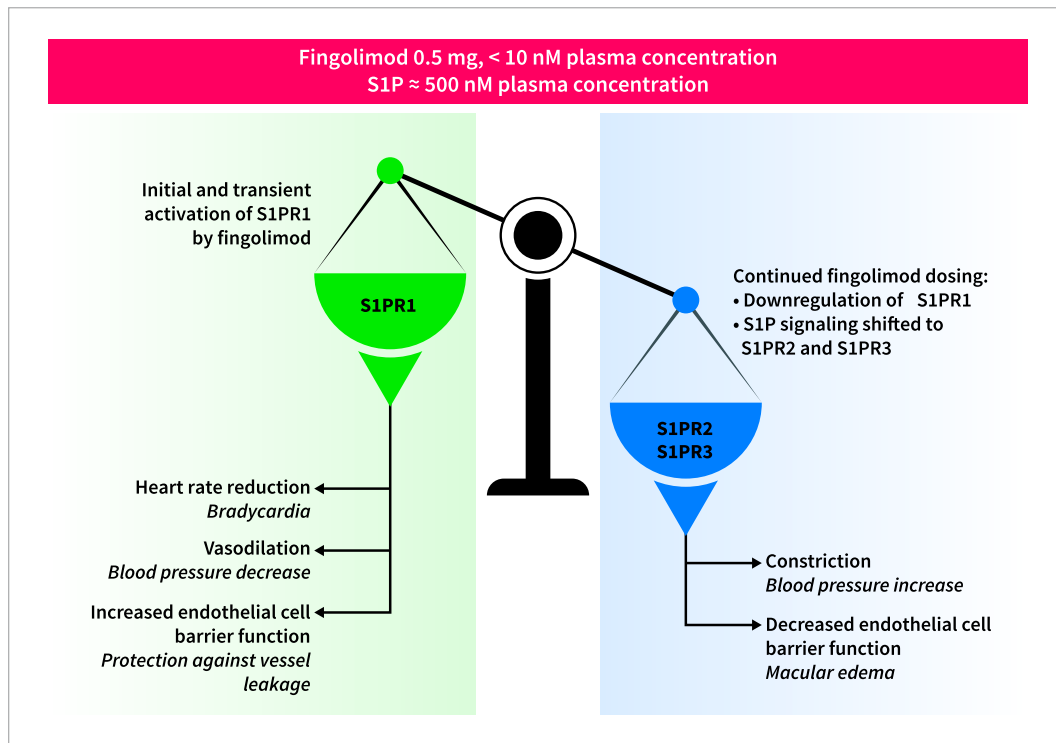 Fingolimod 0.5 mg, < 10 nM plasma concentration
S1P ≈ 500 nM plasma concentration
Initial and transient
activation of S1PR1
by fingolimod
S1PR1
Heart rate reduction
Bradycardia
Vasodilation
Blood pressure decrease
Increased endothelial cell
barrier function
Protection against vessel
leakage
Continued fingolimod dosing:
• Downregulation of S1PR1
• S1P signaling shifted to
S1PR2 and S1PR3
S1PR2
S1PR3
Constriction
Blood pressure increase
Decreased endothelial cell
barrier function
Macular edema